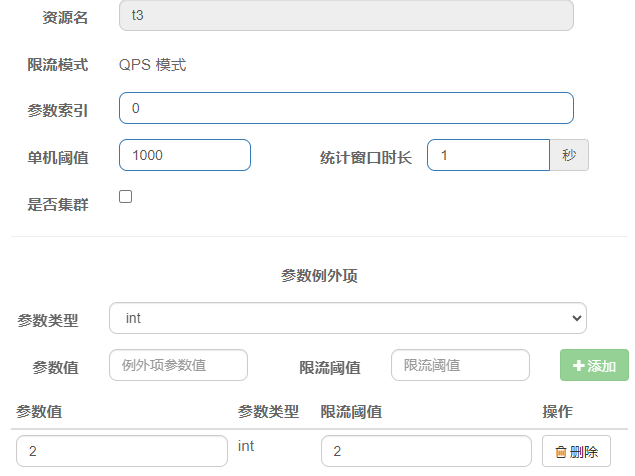 资源名 t3
限流模式 QPS 模式
参数索引 0
单机阈值 1000 统计窗口时长 1 秒
是否集群
参数例外项
参数类型 int
参数值 例外项参数值 限流阈值 限流阈值 添加
参数值 参数类型 限流阈值 操作
2 int 2 删除